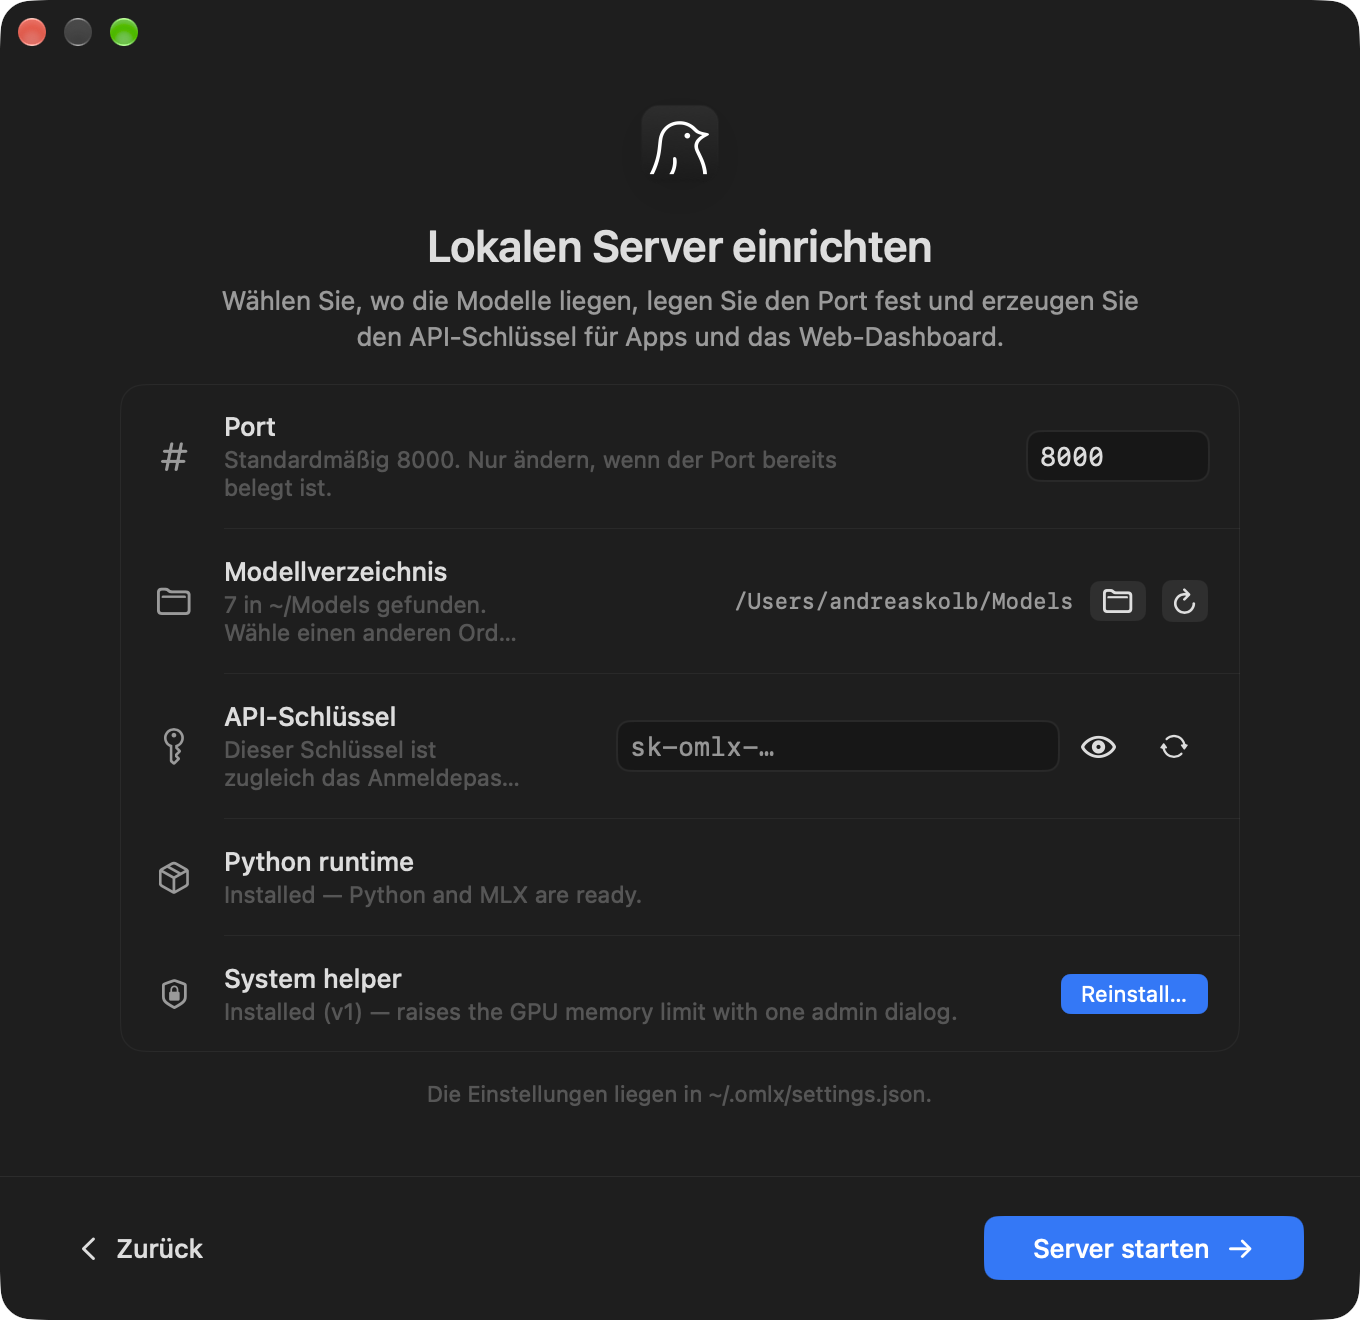 Lokalen Server einrichten
Wählen Sie, wo die Modelle liegen, legen Sie den Port fest und erzeugen Sie
den API-Schlüssel für Apps und das Web-Dashboard.
Port
Standardmäßig 8000. Nur ändern, wenn der Port bereits
belegt ist.
8000
Modellverzeichnis
7 in ~/Models gefunden.
Wähle einen anderen Ord...
/Users/andreaskolb/Models
API-Schlüssel
Dieser Schlüssel ist
zugleich das Anmeldepas...
sk-omlx-…
Python runtime
Installed — Python and MLX are ready.
System helper
Installed (v1) — raises the GPU memory limit with one admin dialog.
Reinstall...
Die Einstellungen liegen in ~/.omlx/settings.json.
Zurück
Server starten